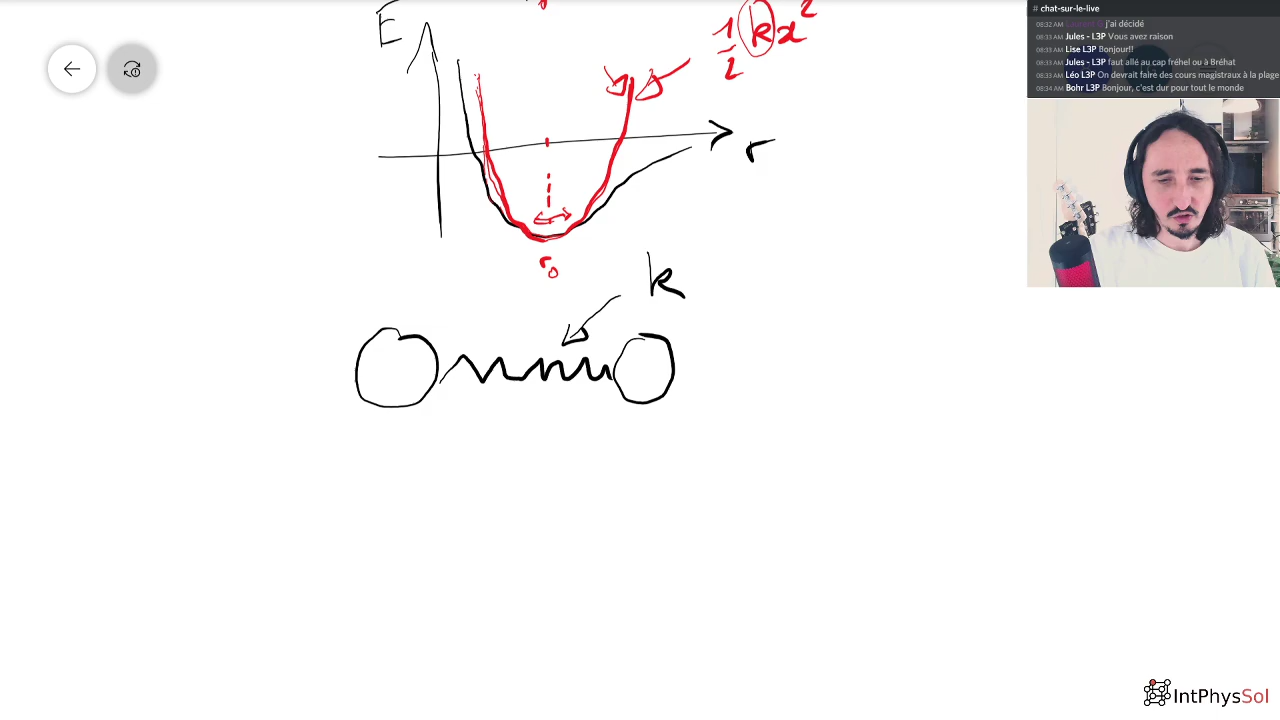 E
1/2 k x²
r
r₀
k
# chat-sur-le-live
08:32 AM Laurent G j'ai décidé
08:33 AM Jules - L3P Vous avez raison
08:33 AM Lise L3P Bonjour!!
08:33 AM Jules - L3P faut allé au cap fréhel ou à Bréhat
08:33 AM Léo L3P On devrait faire des cours magistraux à la plage
08:34 AM Bohr L3P Bonjour, c'est dur pour tout le monde
IntPhysSol